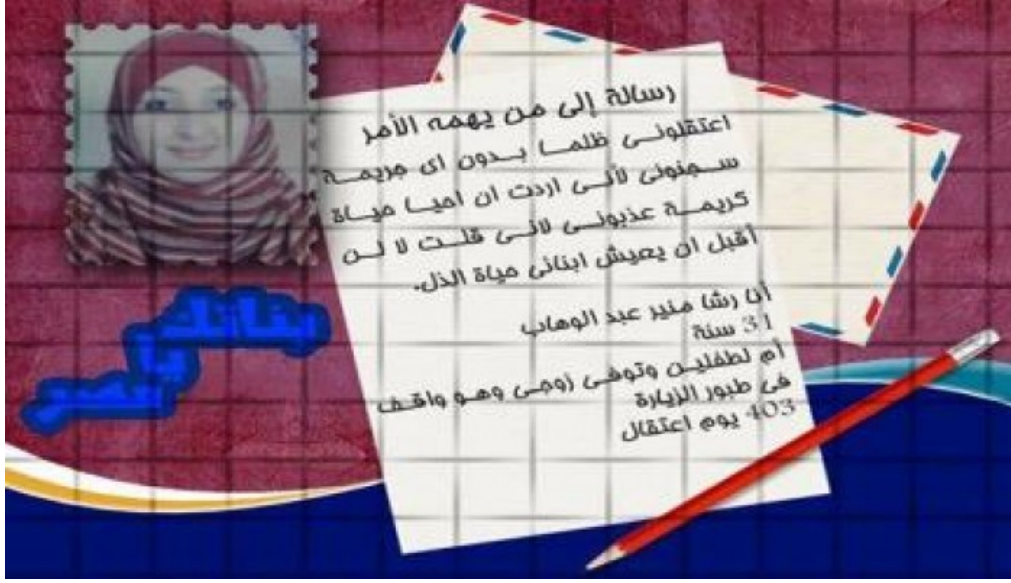 رسالة إلى من يهمه الأمر
اعتقلونى ظلما بدون اى جريمة
سجنونى لأنى اردت ان احيا حياة
كريمة عذبونى لانى قلت لا لن
أقبل ان يعيش ابنائى حياة الذل.
أنا رشا منير عبد الوهاب
31 سنة
أم لطفلين وتوفى زوجى وهو واقف
فى طبور الزيارة
403 يوم اعتقال
بناتك
يا
مصر